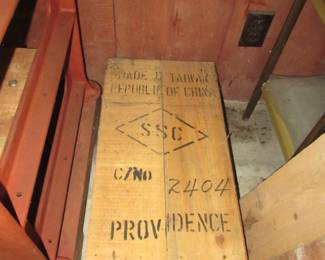 MADE IN TAIWAN
REPUBLIC OF CHINA
SSC
C/No 2404
PROVIDENCE